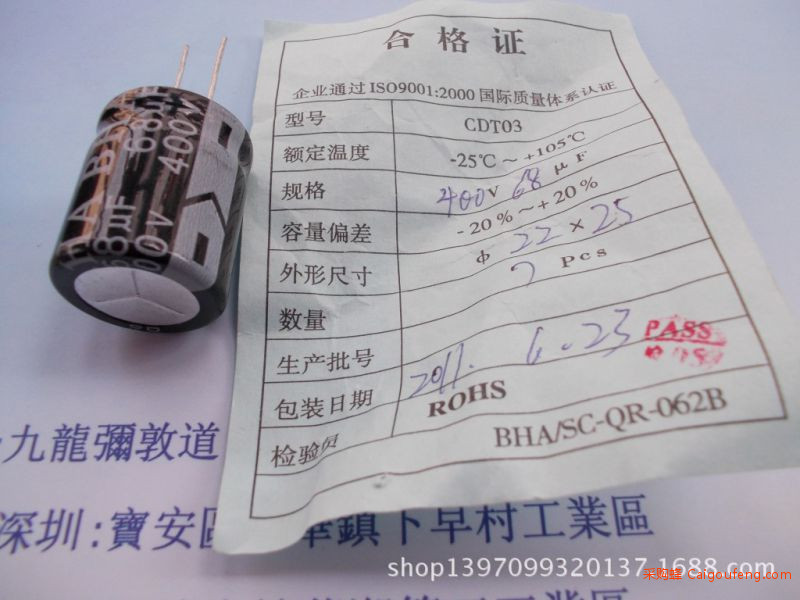 合格证
企业通过ISO9001:2000国际质量体系认证
型号 CDT03
额定温度 -25℃～+105℃
规格 400V 68μF
容量偏差 -20%～+20%
外形尺寸 φ 22×25
数量 Pcs
生产批号
包装日期 2011. 6.23
PASS
检验员 ROHS
BHA/SC-QR-062B
68μF
400V
九龍彌敦道
深圳:寶安區
鎮下早村工業區
shop1397099320137.1688.com
采购蜂 Caigoufeng.com